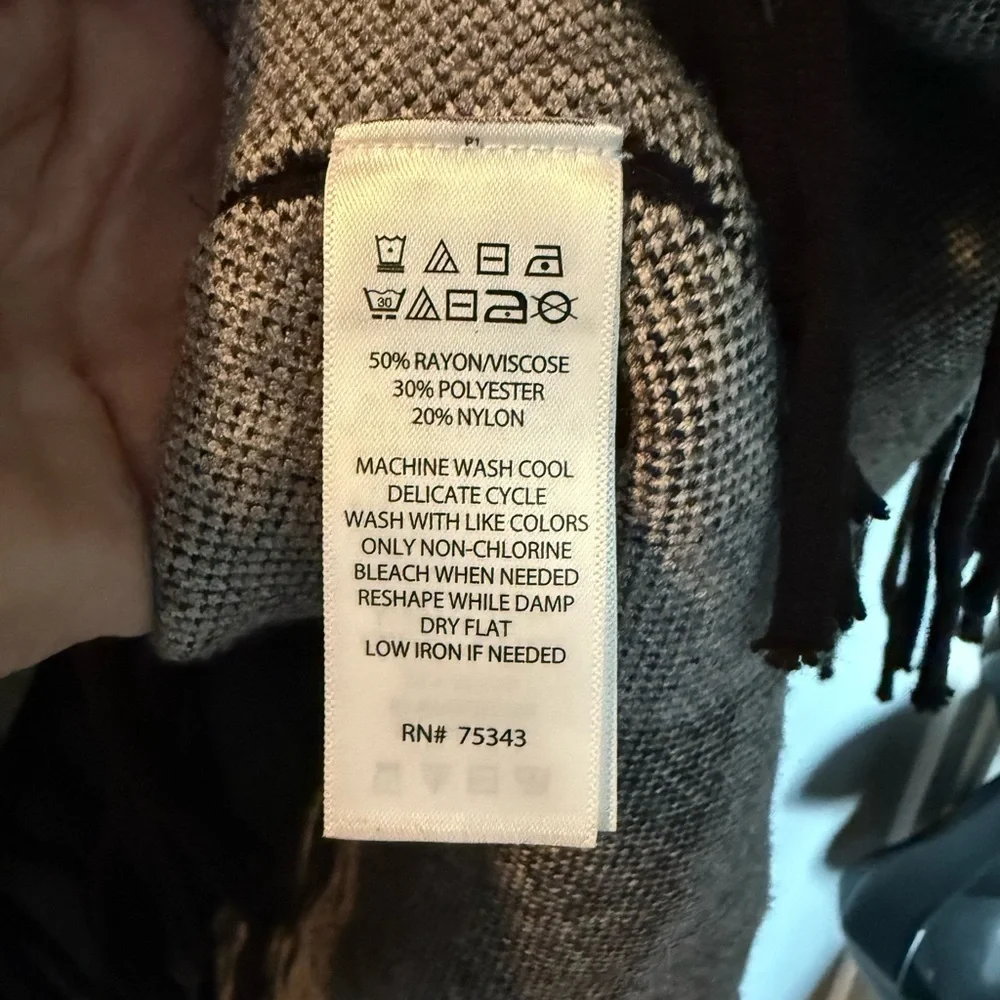 P1
30
50% RAYON/VISCOSE
30% POLYESTER
20% NYLON
MACHINE WASH COOL
DELICATE CYCLE
WASH WITH LIKE COLORS
ONLY NON-CHLORINE
BLEACH WHEN NEEDED
RESHAPE WHILE DAMP
DRY FLAT
LOW IRON IF NEEDED
RN# 75343